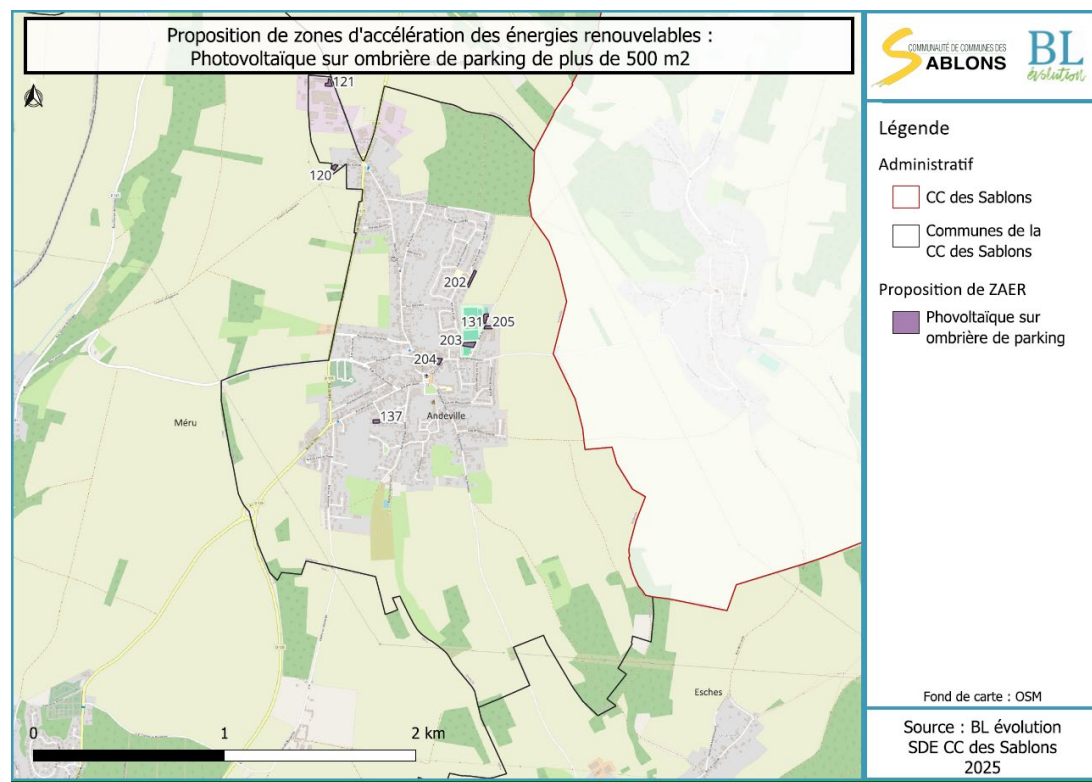 Proposition de zones d'accélération des énergies renouvelables :
Photovoltaïque sur ombrière de parking de plus de 500 m2
COMMUNAUTÉ DE COMMUNES DES
SABLONS
BL
évolution
Légende
Administratif
CC des Sablons
Communes de la
CC des Sablons
Proposition de ZAER
Phovoltaïque sur
ombrière de parking
121
120
202
131
205
203
204
137
Andeville
Méru
Esches
0
1
2 km
Fond de carte : OSM
Source : BL évolution
SDE CC des Sablons
2025